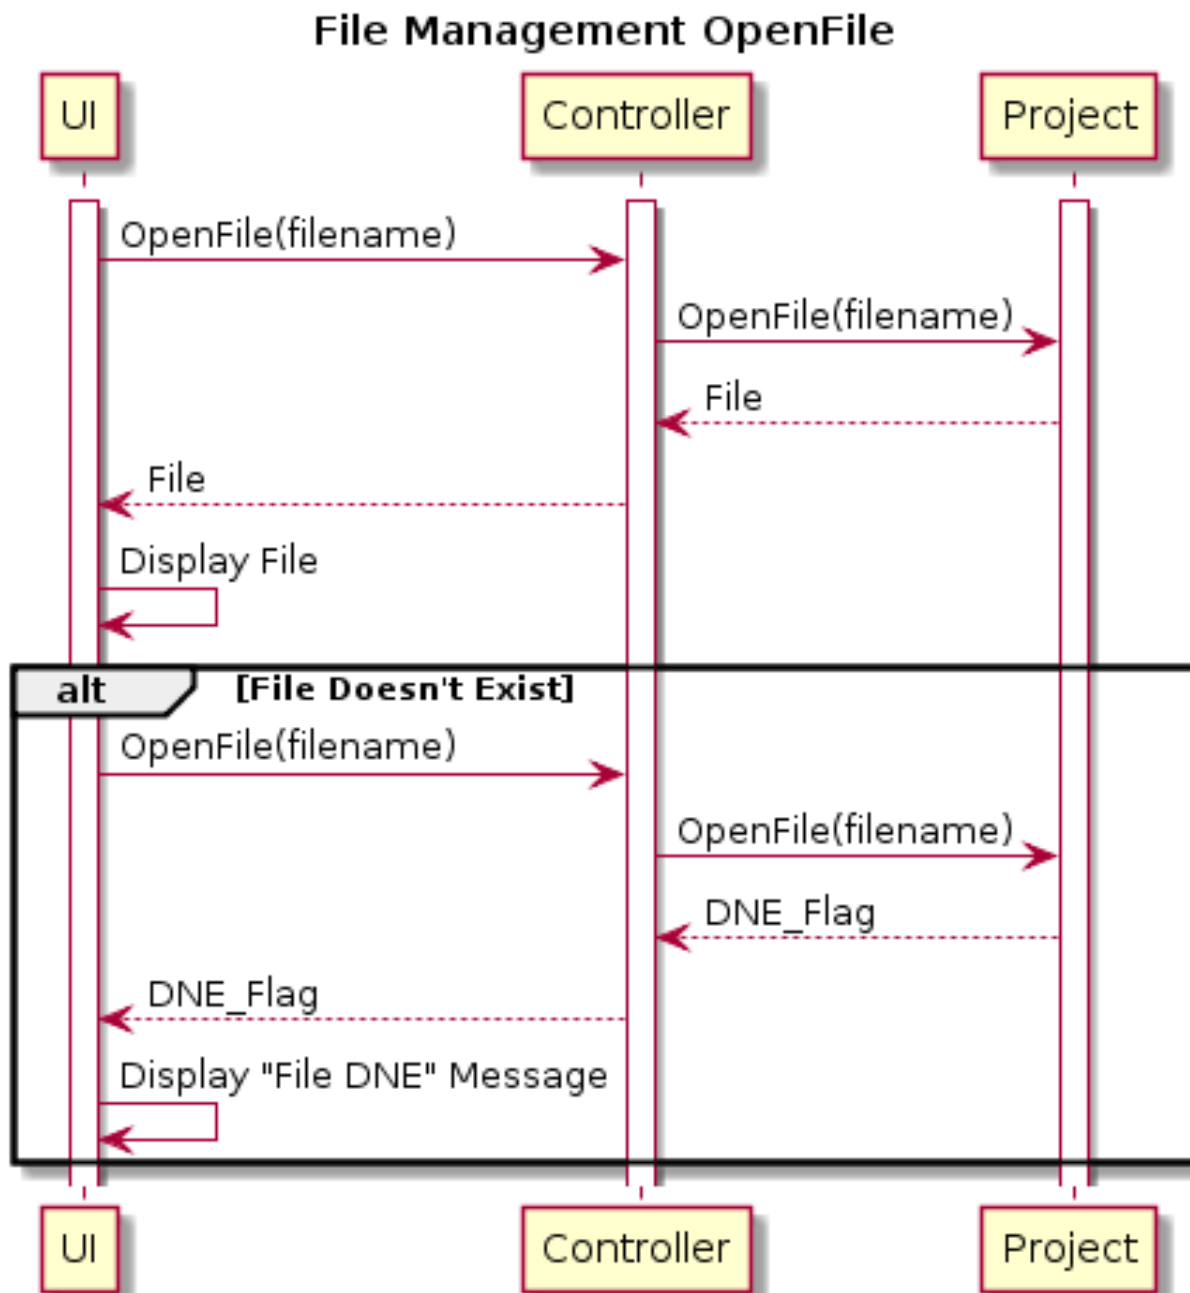 File Management OpenFile
UI
Controller
Project
OpenFile(filename)
OpenFile(filename)
File
File
Display File
alt
[File Doesn't Exist]
OpenFile(filename)
OpenFile(filename)
DNE_Flag
DNE_Flag
Display "File DNE" Message
UI
Controller
Project